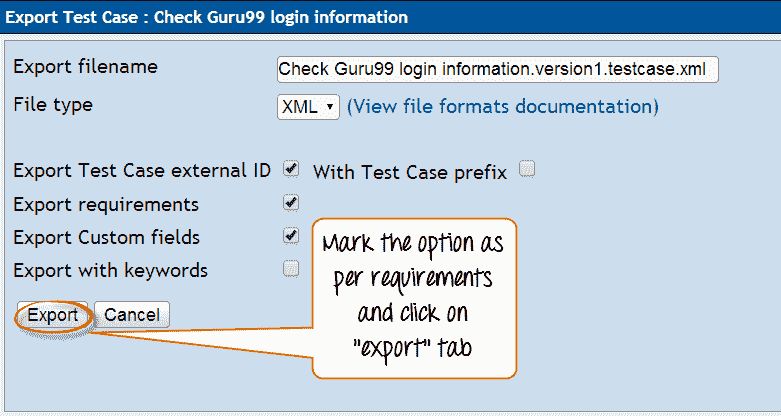 Export Test Case : Check Guru99 login information
Export filename Check Guru99 login information.version1.testcase.xml
File type XML (View file formats documentation)
Export Test Case external ID With Test Case prefix
Export requirements
Export Custom fields
Export with keywords
Export Cancel
Mark the option as
per requirements
and click on
"export" tab